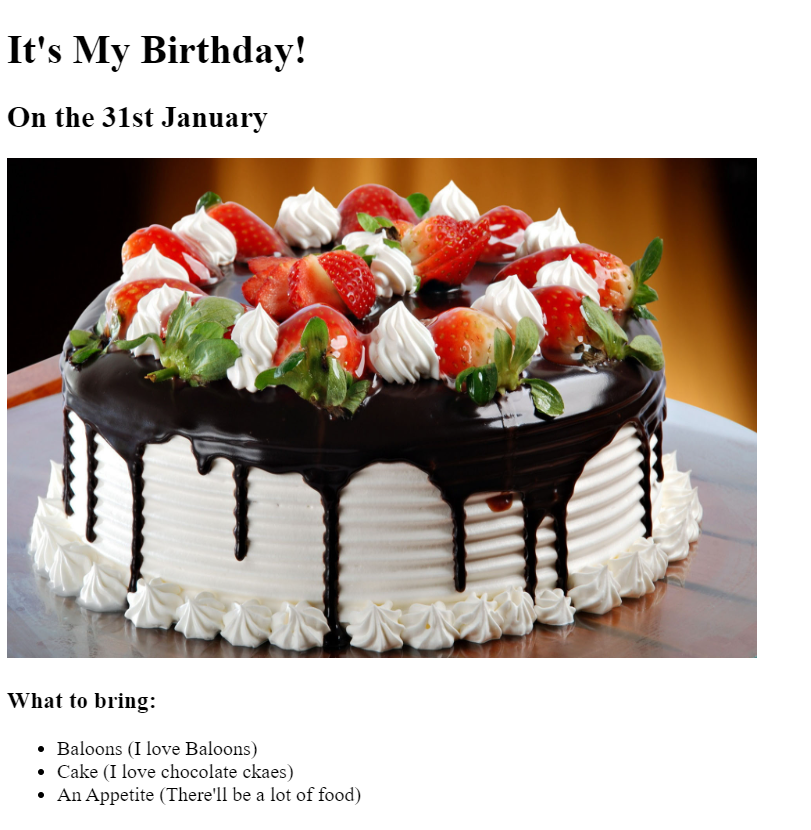 It's My Birthday!
On the 31st January
What to bring:
Baloons (I love Baloons)
Cake (I love chocolate ckaes)
An Appetite (There'll be a lot of food)